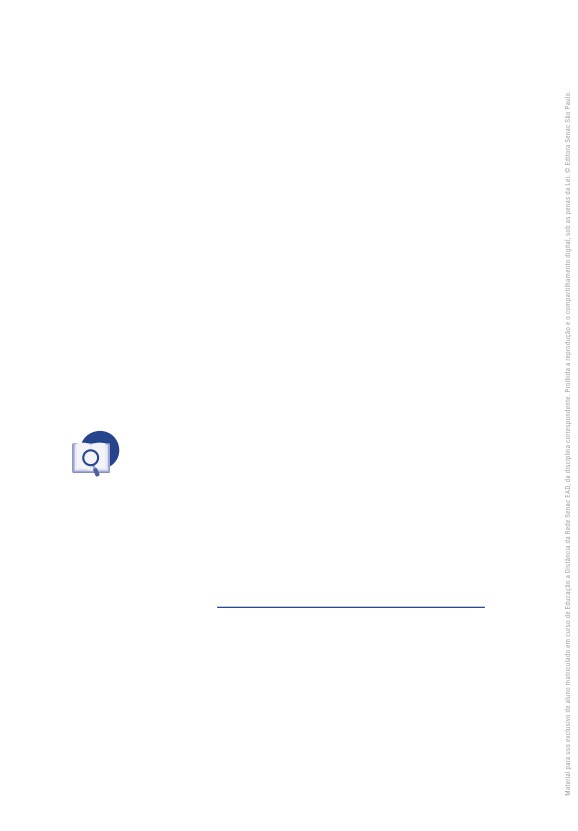 Material para uso exclusivo de aluno matriculado em curso de Educação a Distância da Rede Senac EAD, da disciplina correspondente. Proibida a reprodução e o compartilhamento digital, sob as penas da Lei. © Editora Senac São Paulo.